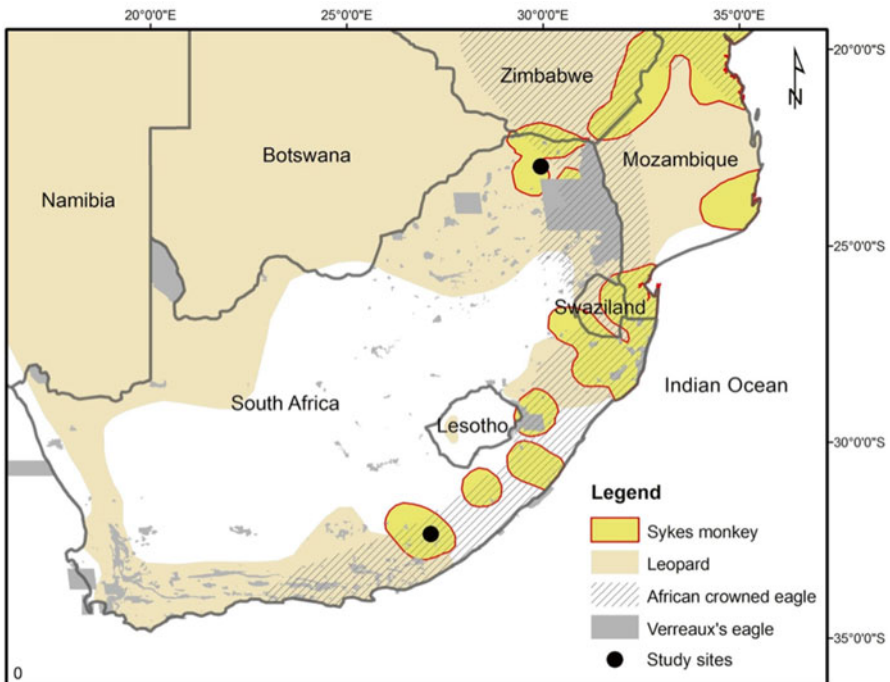 20°0'0"E 25°0'0"E 30°0'0"E 35°0'0"E
20°0'0"S
Zimbabwe
N
Botswana
Mozambique
Namibia
25°0'0"S
Swaziland
Indian Ocean
South Africa
Lesotho
30°0'0"S
Legend
Sykes monkey
Leopard
African crowned eagle
Verreaux's eagle
35°0'0"S
Study sites
0